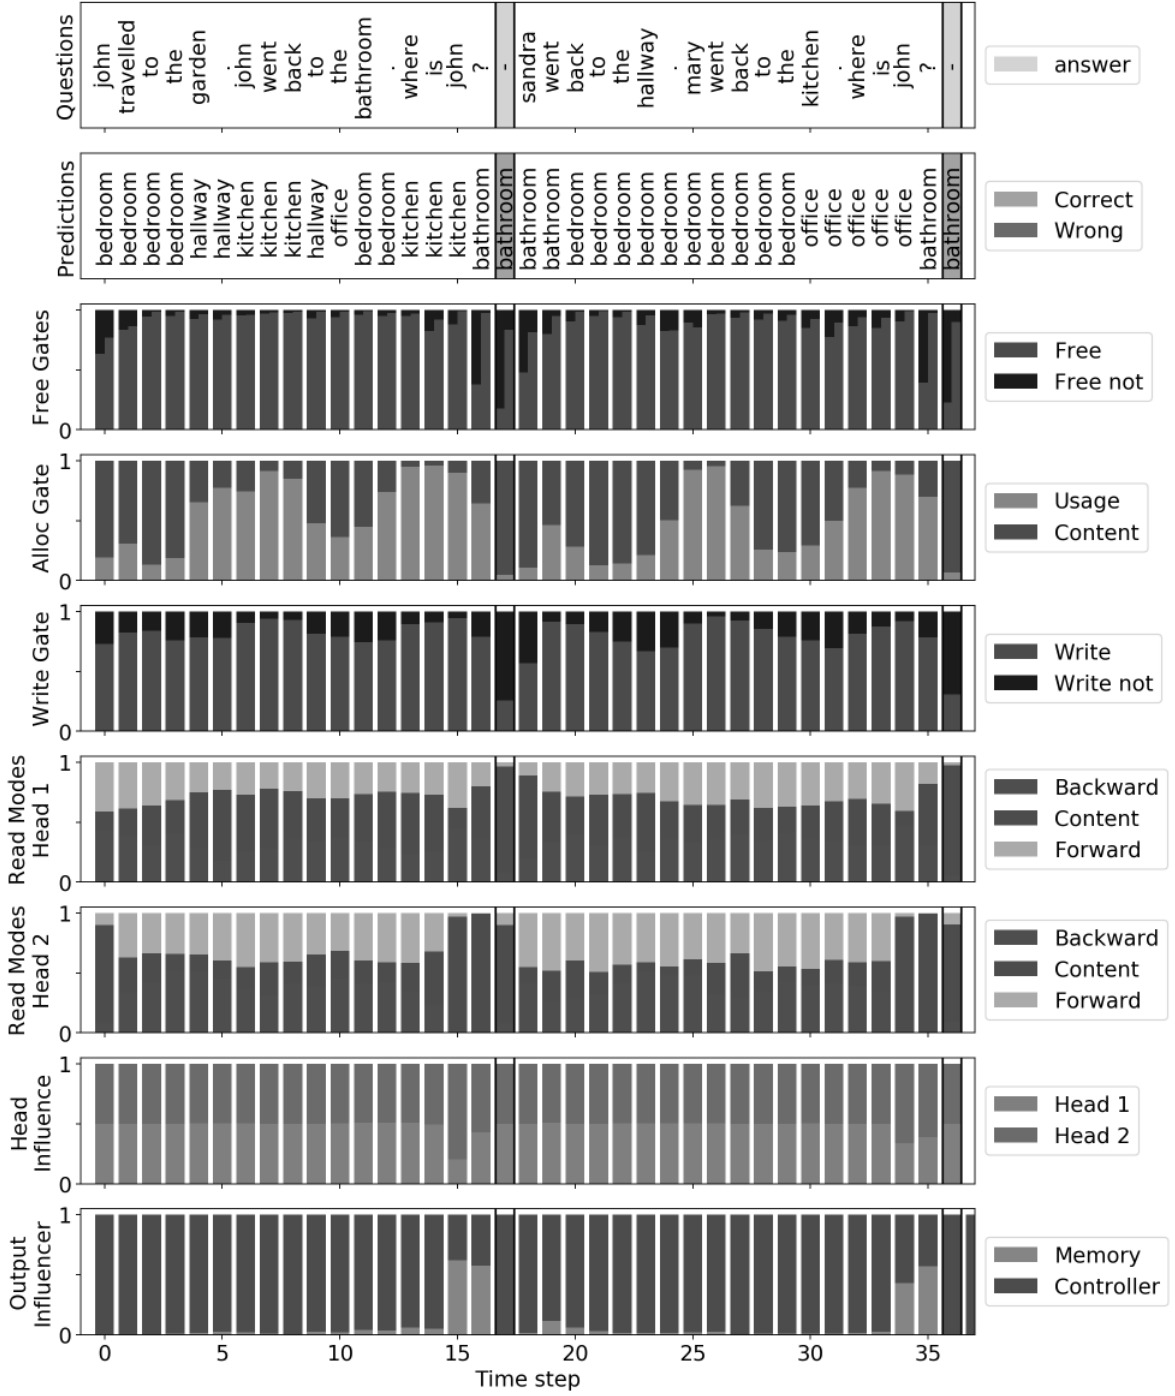 Questions
john travelled to the garden . john went back to the bathroom . where is john ? - sandra went back to the hallway . mary went back to the kitchen . where is john ? -
answer
Predictions
bedroom bedroom bedroom bedroom hallway hallway kitchen kitchen kitchen hallway office bedroom bedroom kitchen kitchen kitchen bathroom bathroom bathroom bathroom bedroom bedroom bedroom bedroom bedroom bedroom bedroom bedroom bedroom bedroom office office office office office bathroom bathroom
Correct
Wrong
Free Gates
0
Free
Free not
Alloc Gate
1
0
Usage
Content
Write Gate
1
0
Write
Write not
Read Modes
Head 1
1
0
Backward
Content
Forward
Read Modes
Head 2
1
0
Backward
Content
Forward
Head
Influence
1
0
Head 1
Head 2
Output
Influencer
1
0
Memory
Controller
0 5 10 15 20 25 30 35
Time step